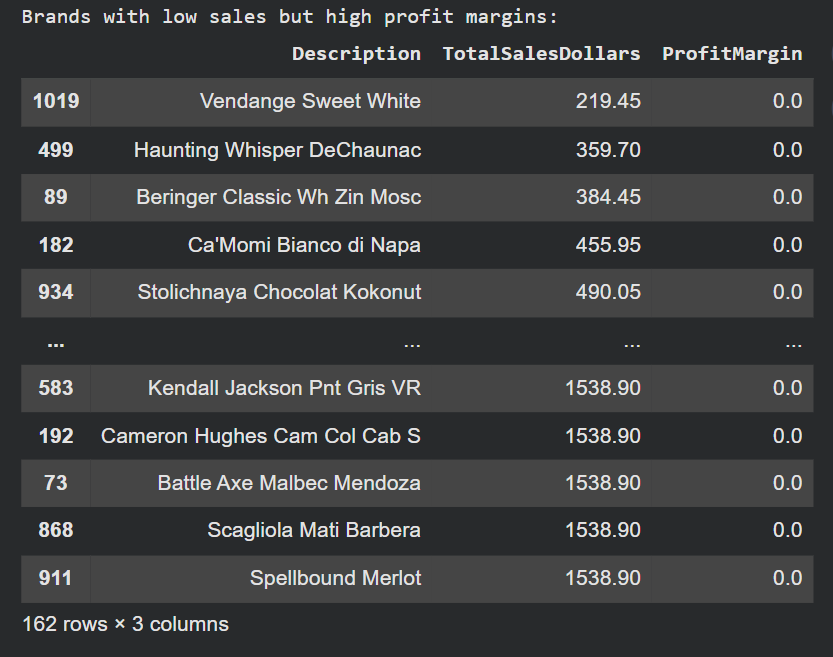 Brands with low sales but high profit margins:
Description TotalSalesDollars ProfitMargin
1019 Vendange Sweet White 219.45 0.0
499 Haunting Whisper DeChaunac 359.70 0.0
89 Beringer Classic Wh Zin Mosc 384.45 0.0
182 Ca'Momi Bianco di Napa 455.95 0.0
934 Stolichnaya Chocolat Kokonut 490.05 0.0
... ... ... ...
583 Kendall Jackson Pnt Gris VR 1538.90 0.0
192 Cameron Hughes Cam Col Cab S 1538.90 0.0
73 Battle Axe Malbec Mendoza 1538.90 0.0
868 Scagliola Mati Barbera 1538.90 0.0
911 Spellbound Merlot 1538.90 0.0
162 rows × 3 columns